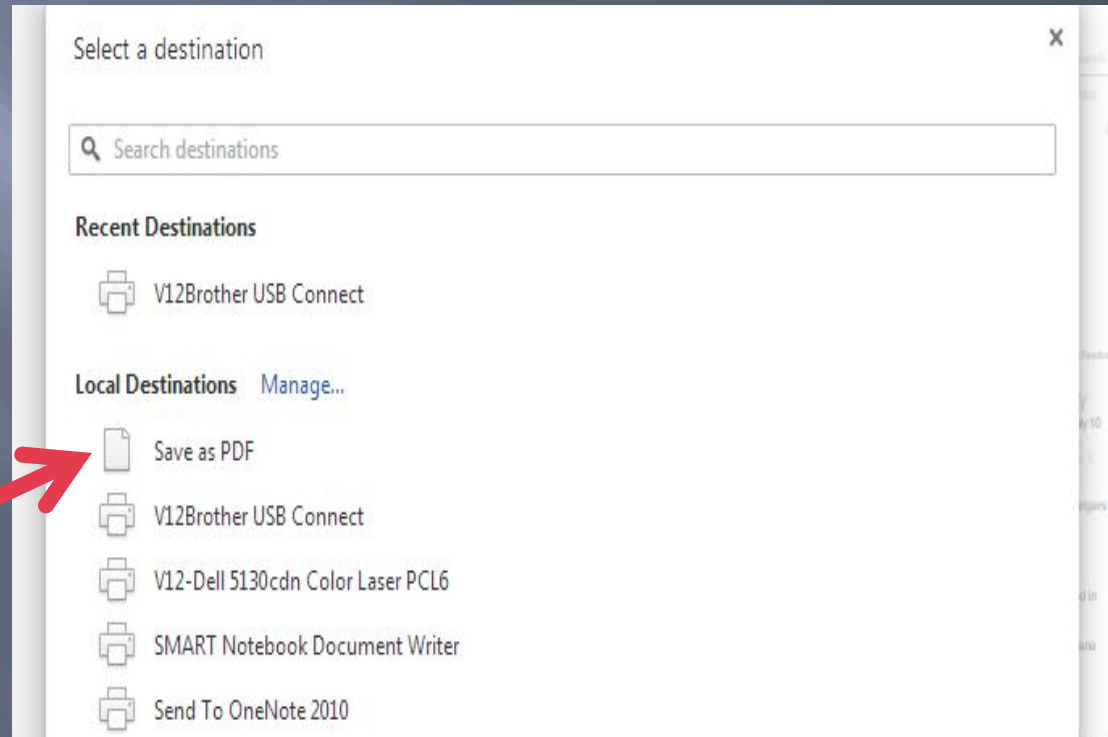 Select a destination
x
Search destinations
Recent Destinations
V12Brother USB Connect
Local Destinations Manage...
Save as PDF
V12Brother USB Connect
V12-Dell 5130cdn Color Laser PCL6
SMART Notebook Document Writer
Send To OneNote 2010